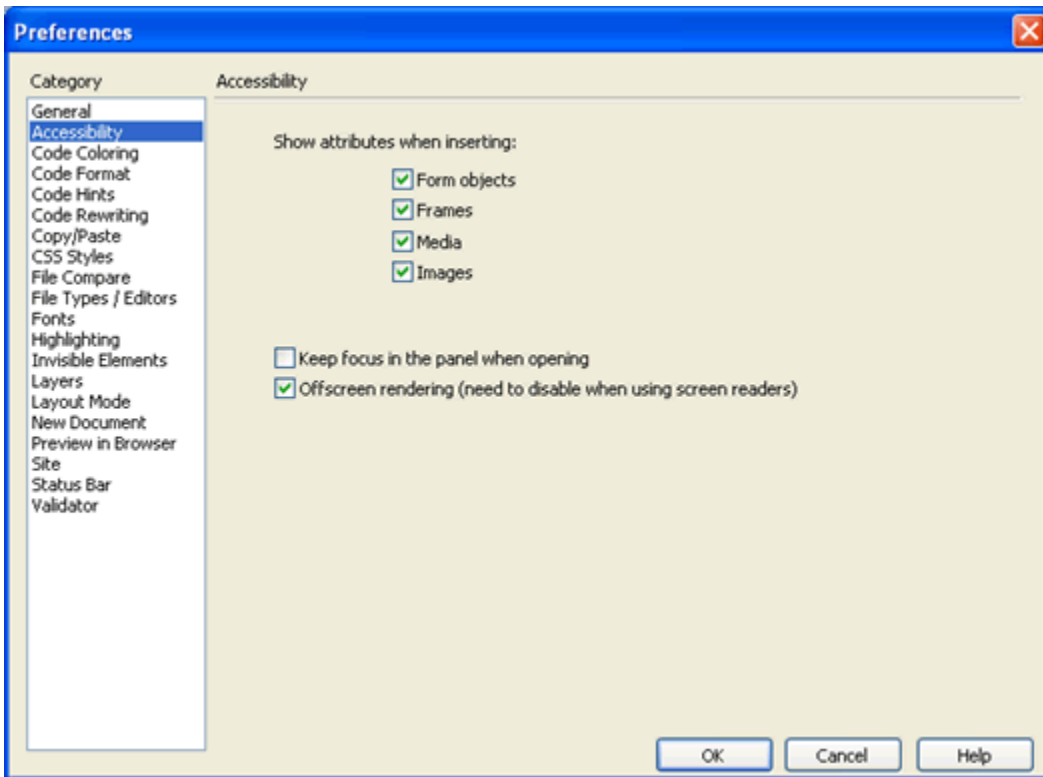 Preferences
Category
Accessibility
General
Accessibility
Code Coloring
Code Format
Code Hints
Code Rewriting
Copy/Paste
CSS Styles
File Compare
File Types / Editors
Fonts
Highlighting
Invisible Elements
Layers
Layout Mode
New Document
Preview in Browser
Site
Status Bar
Validator
Show attributes when inserting:
Form objects
Frames
Media
Images
Keep focus in the panel when opening
Offscreen rendering (need to disable when using screen readers)
OK
Cancel
Help